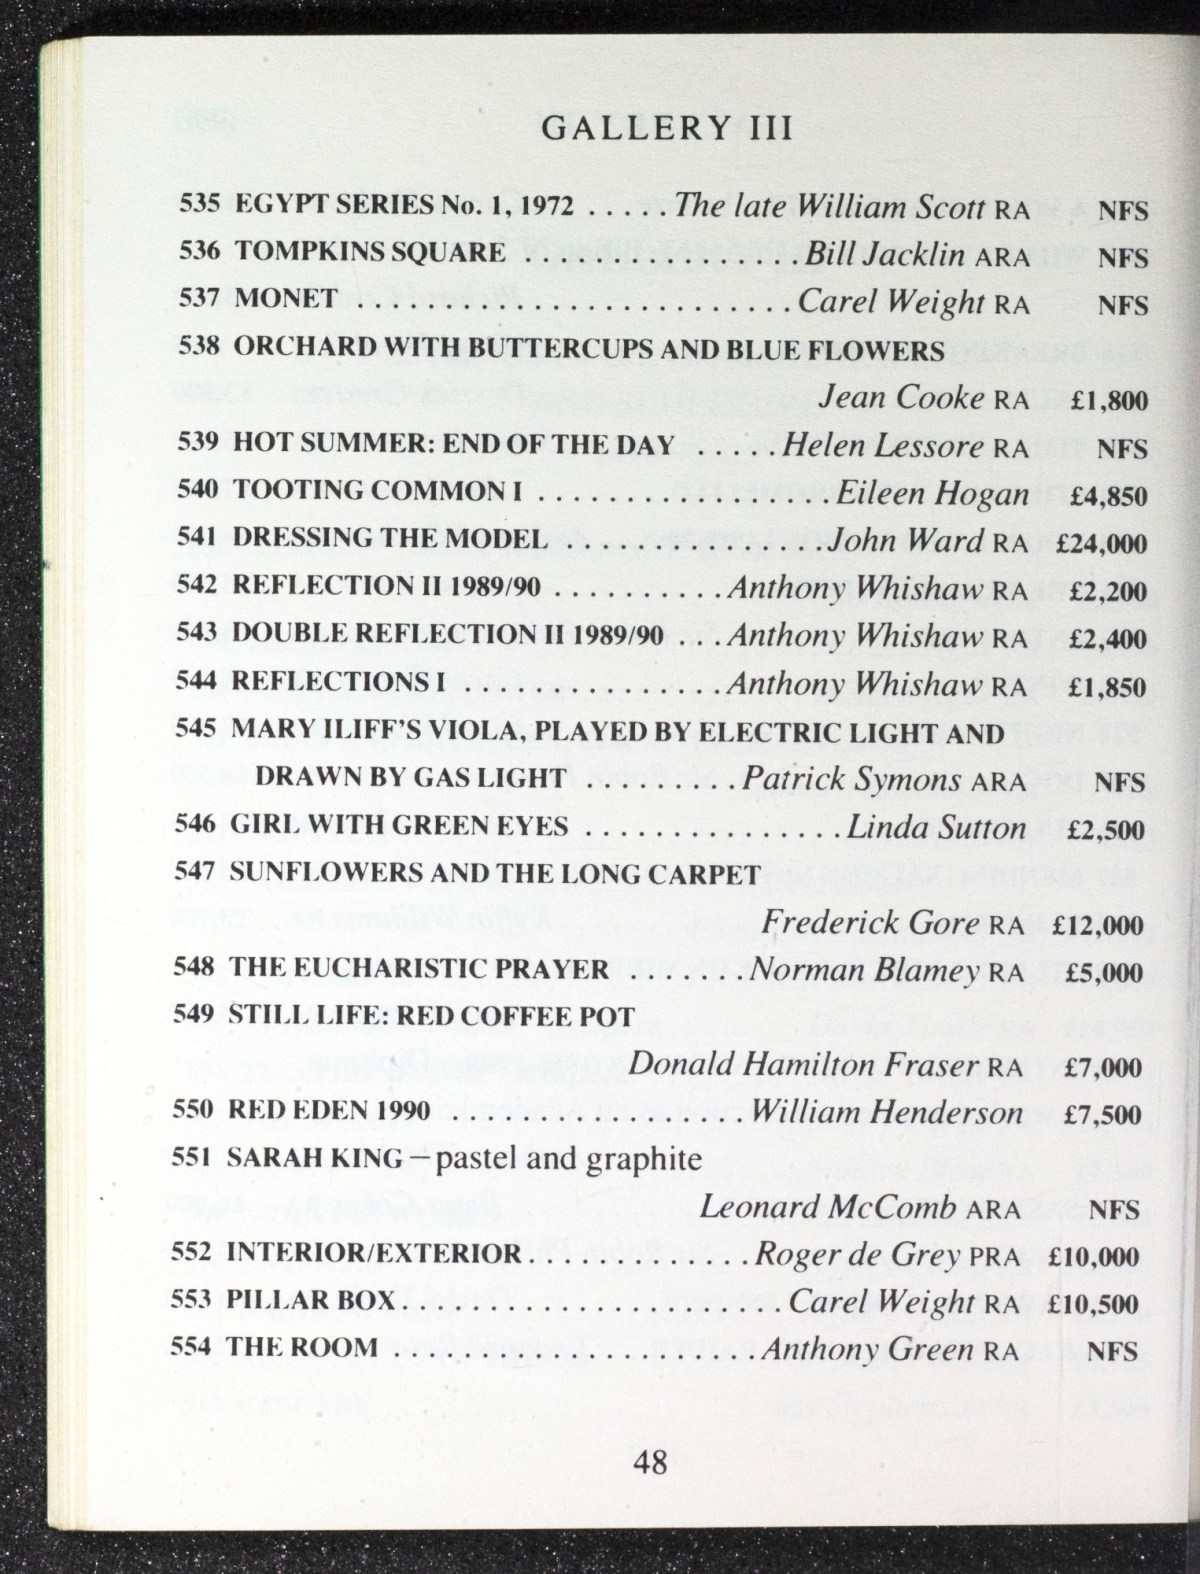 GALLERY III
535 EGYPT SERIES No. 1, 1972 ..... The late William Scott RA NFS
536 TOMPKINS SQUARE ................ Bill Jacklin ARA NFS
537 MONET ......................... Carel Weight RA NFS
538 ORCHARD WITH BUTTERCUPS AND BLUE FLOWERS
Jean Cooke RA £1,800
539 HOT SUMMER: END OF THE DAY ..... Helen Lessore RA NFS
540 TOOTING COMMON I ................. Eileen Hogan £4,850
541 DRESSING THE MODEL ............... John Ward RA £24,000
542 REFLECTION II 1989/90 .......... Anthony Whishaw RA £2,200
543 DOUBLE REFLECTION II 1989/90 ... Anthony Whishaw RA £2,400
544 REFLECTIONS I ............... Anthony Whishaw RA £1,850
545 MARY ILIFF'S VIOLA, PLAYED BY ELECTRIC LIGHT AND
DRAWN BY GAS LIGHT ......... Patrick Symons ARA NFS
546 GIRL WITH GREEN EYES ............... Linda Sutton £2,500
547 SUNFLOWERS AND THE LONG CARPET
Frederick Gore RA £12,000
548 THE EUCHARISTIC PRAYER ....... Norman Blamey RA £5,000
549 STILL LIFE: RED COFFEE POT
Donald Hamilton Fraser RA £7,000
550 RED EDEN 1990 ................. William Henderson £7,500
551 SARAH KING – pastel and graphite
Leonard McComb ARA NFS
552 INTERIOR/EXTERIOR ............. Roger de Grey PRA £10,000
553 PILLAR BOX ...................... Carel Weight RA £10,500
554 THE ROOM ...................... Anthony Green RA NFS
48